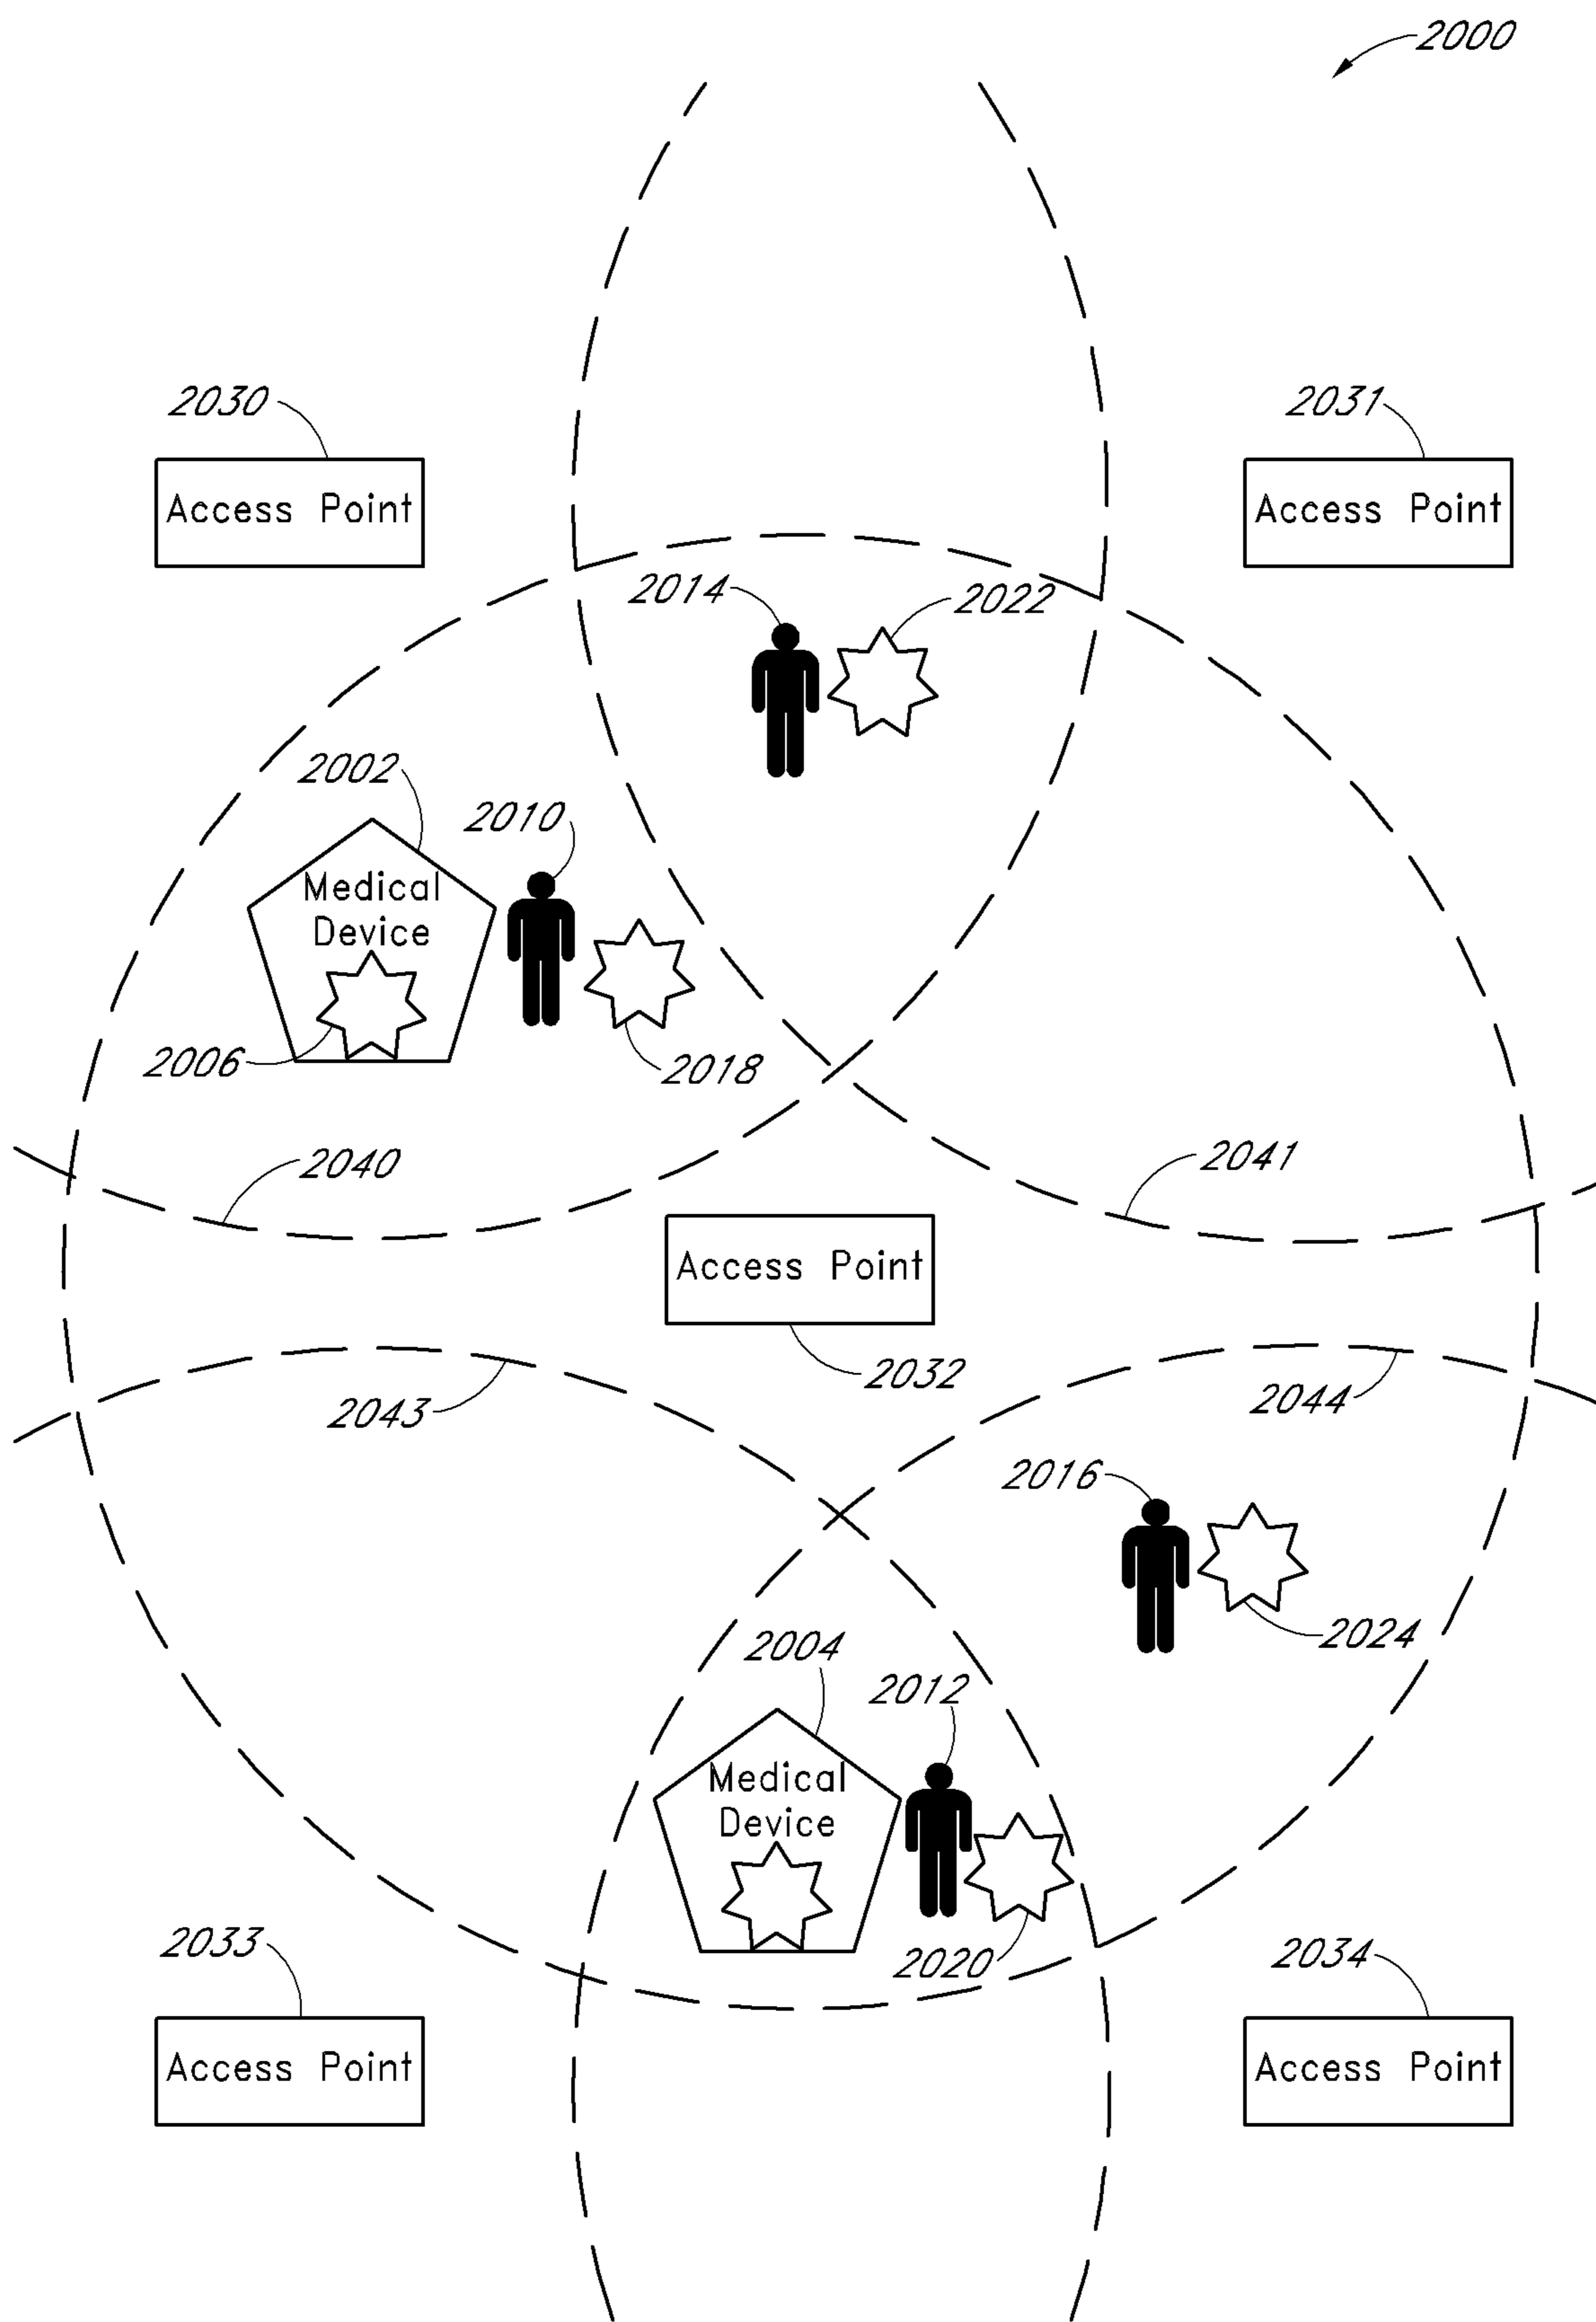 2000
2030
2031
Access Point
Access Point
2014
2022
2002
2010
Medical
Device
2006
2018
2040
2041
Access Point
2032
2043
2044
2016
2024
2004
2012
Medical
Device
2020
2033
2034
Access Point
Access Point